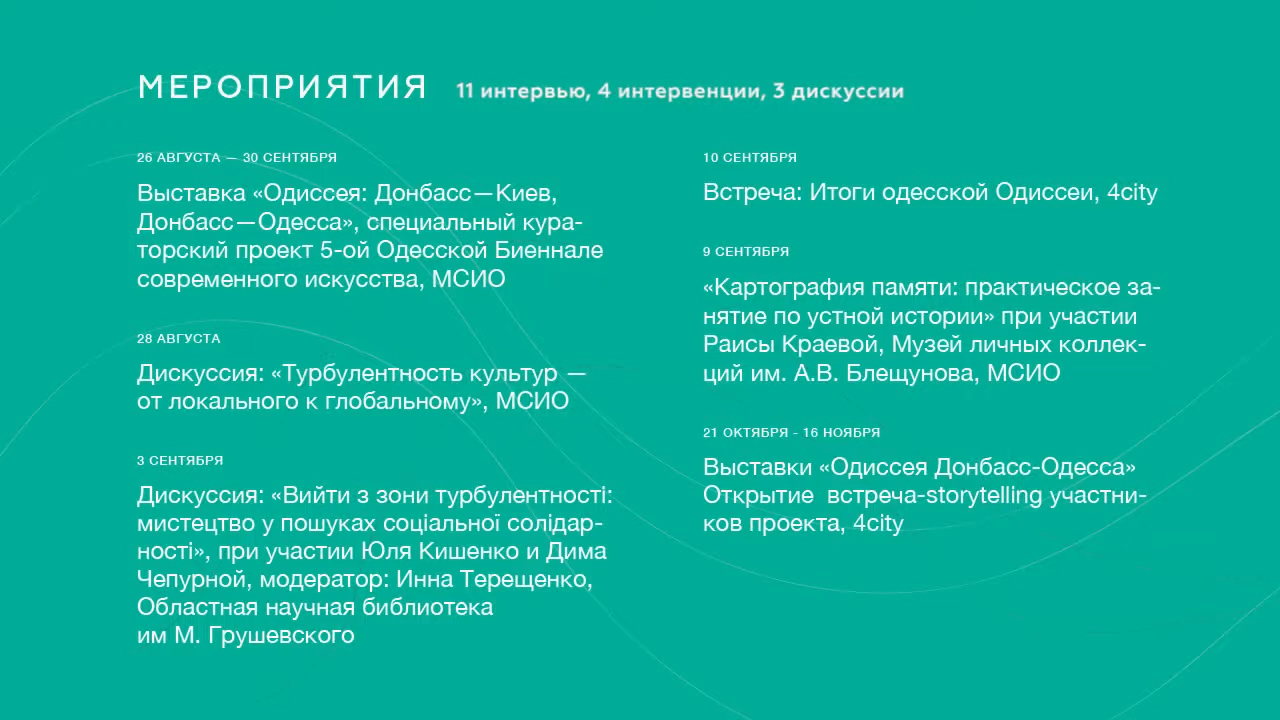 МЕРОПРИЯТИЯ 11 интервью, 4 интервенции, 3 дискуссии
26 АВГУСТА — 30 СЕНТЯБРЯ
Выставка «Одиссея: Донбасс—Киев,
Донбасс—Одесса», специальный кура-
торский проект 5-ой Одесской Биеннале
современного искусства, МСИО
28 АВГУСТА
Дискуссия: «Турбулентность культур —
от локального к глобальному», МСИО
3 СЕНТЯБРЯ
Дискуссия: «Вийти з зони турбулентності:
мистецтво у пошуках соціальної солідар-
ності», при участии Юля Кишенко и Дима
Чепурной, модератор: Инна Терещенко,
Областная научная библиотека
им М. Грушевского
10 СЕНТЯБРЯ
Встреча: Итоги одесской Одиссеи, 4city
9 СЕНТЯБРЯ
«Картография памяти: практическое за-
нятие по устной истории» при участии
Раисы Краевой, Музей личных коллек-
ций им. А.В. Блещунова, МСИО
21 ОКТЯБРЯ - 16 НОЯБРЯ
Выставки «Одиссея Донбасс-Одесса»
Открытие  встреча-storytelling участни-
ков проекта, 4city